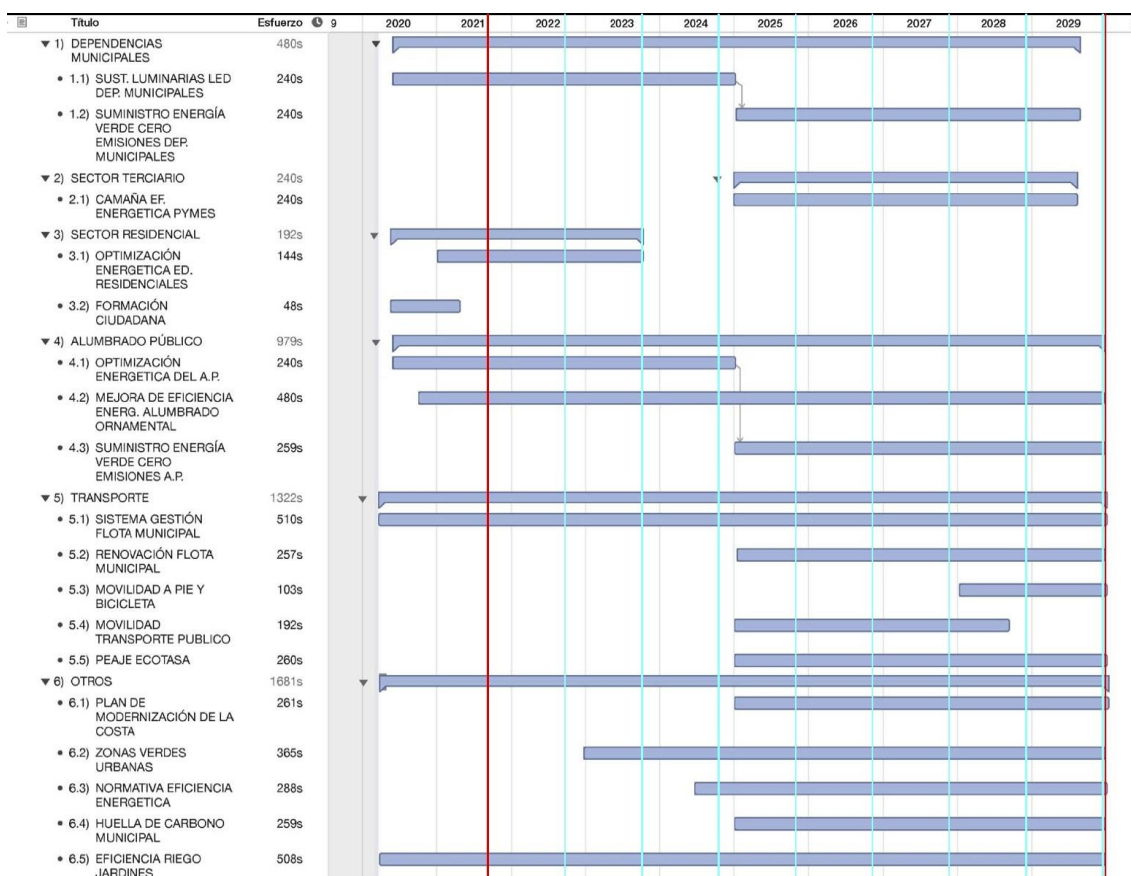 Título Esfuerzo 9 2020 2021 2022 2023 2024 2025 2026 2027 2028 2029
1) DEPENDENCIAS 480s
MUNICIPALES
• 1.1) SUST. LUMINARIAS LED 240s
DEP. MUNICIPALES
• 1.2) SUMINISTRO ENERGÍA 240s
VERDE CERO
EMISIONES DEP.
MUNICIPALES
2) SECTOR TERCIARIO 240s
• 2.1) CAMAÑA EF. 240s
ENERGETICA PYMES
3) SECTOR RESIDENCIAL 192s
• 3.1) OPTIMIZACIÓN 144s
ENERGETICA ED.
RESIDENCIALES
• 3.2) FORMACIÓN 48s
CIUDADANA
4) ALUMBRADO PÚBLICO 979s
• 4.1) OPTIMIZACIÓN 240s
ENERGETICA DEL A.P.
• 4.2) MEJORA DE EFICIENCIA 480s
ENERG. ALUMBRADO
ORNAMENTAL
• 4.3) SUMINISTRO ENERGÍA 259s
VERDE CERO
EMISIONES A.P.
5) TRANSPORTE 1322s
• 5.1) SISTEMA GESTIÓN 510s
FLOTA MUNICIPAL
• 5.2) RENOVACIÓN FLOTA 257s
MUNICIPAL
• 5.3) MOVILIDAD A PIE Y 103s
BICICLETA
• 5.4) MOVILIDAD 192s
TRANSPORTE PUBLICO
• 5.5) PEAJE ECOTASA 260s
6) OTROS 1681s
• 6.1) PLAN DE 261s
MODERNIZACIÓN DE LA
COSTA
• 6.2) ZONAS VERDES 365s
URBANAS
• 6.3) NORMATIVA EFICIENCIA 288s
ENERGETICA
• 6.4) HUELLA DE CARBONO 259s
MUNICIPAL
• 6.5) EFICIENCIA RIEGO 508s
JARDINES